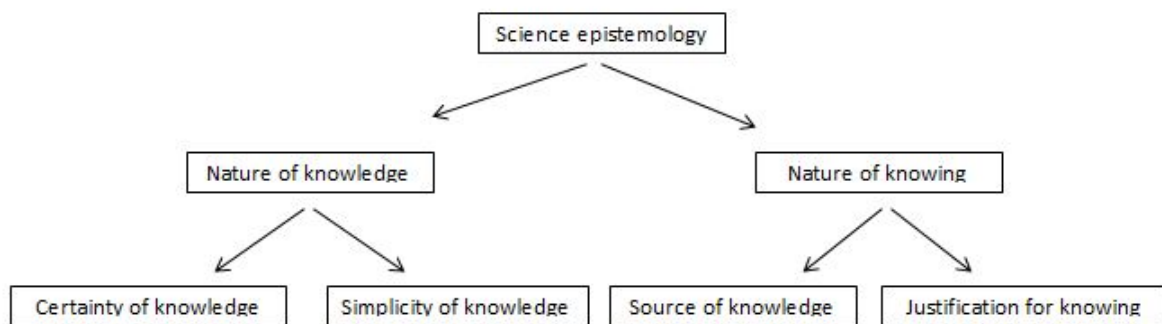 Science epistemology
Nature of knowledge
Nature of knowing
Certainty of knowledge
Simplicity of knowledge
Source of knowledge
Justification for knowing